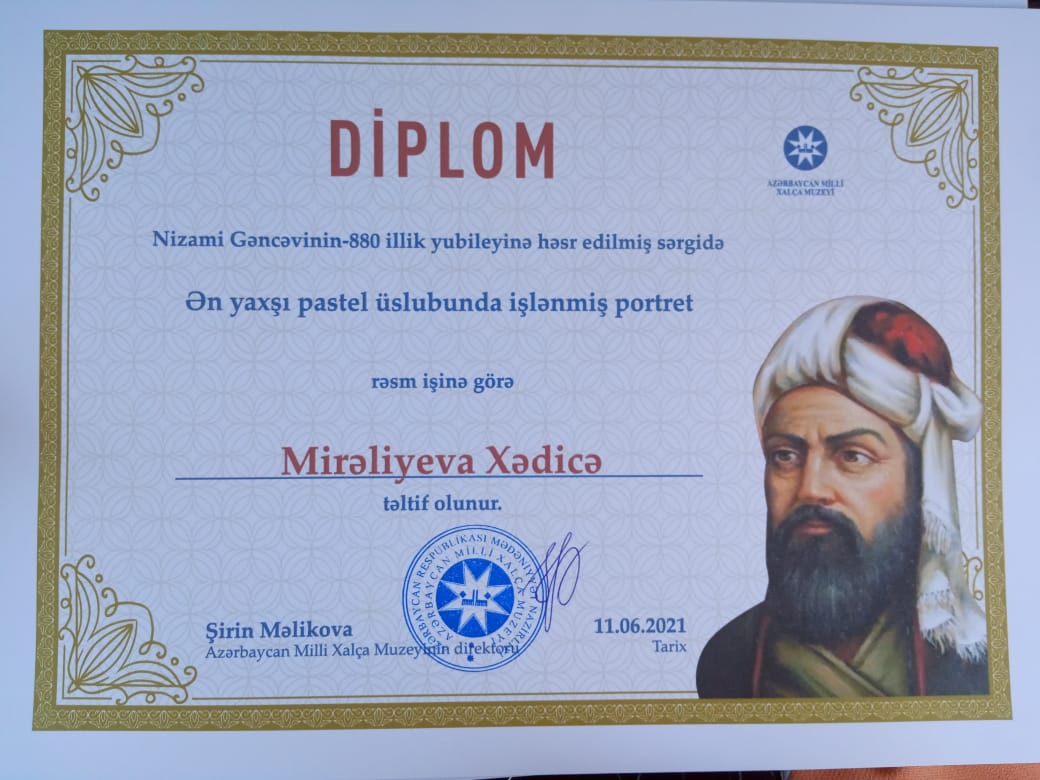 DİPLOM
AZƏRBAYCAN MİLLİ
XALÇA MUZEYİ
Nizami Gəncəvinin-880 illik yubileyinə həsr edilmiş sərgidə
Ən yaxşı pastel üslubunda işlənmiş portret
rəsm işinə görə
Mirəliyeva Xədicə
təltif olunur.
AZƏRBAYCAN RESPUBLİKASI MƏDƏNİYYƏT NAZİRLİYİ
AZƏRBAYCAN MİLLİ XALÇA MUZEYİ
Şirin Məlikova
Azərbaycan Milli Xalça Muzeyinin direktoru
11.06.2021
Tarix